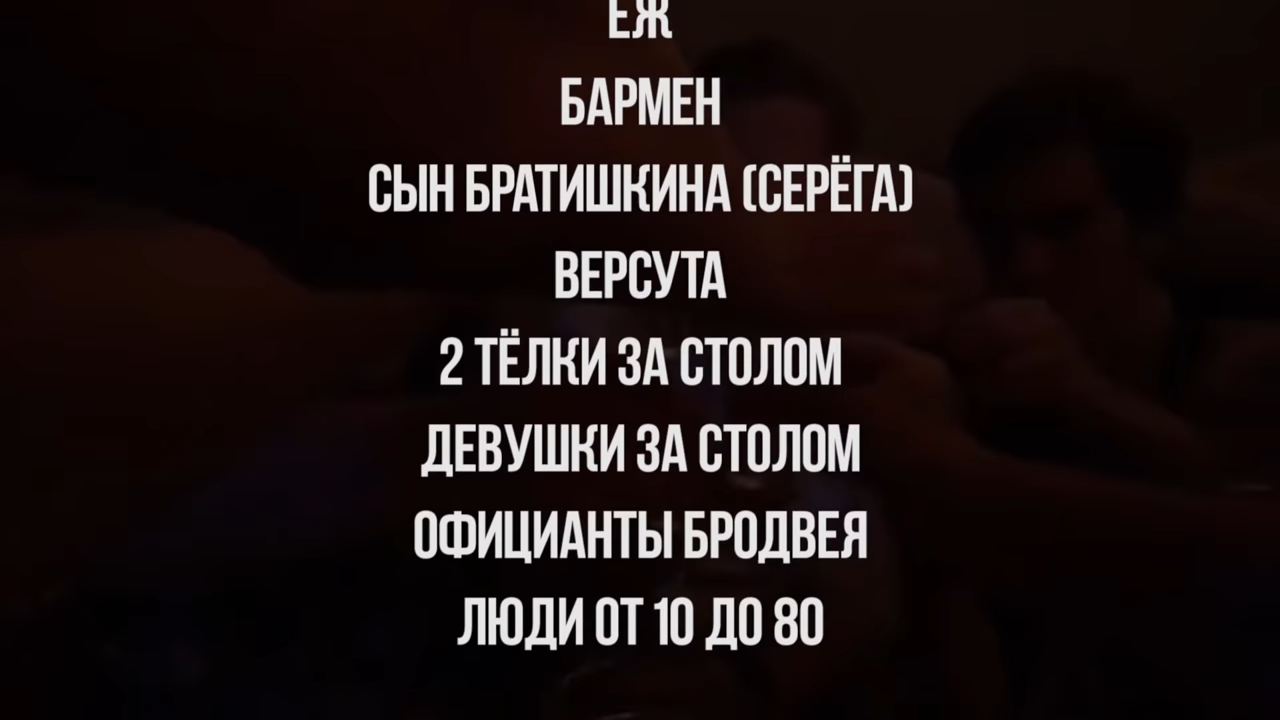 ЕЖ
БАРМЕН
СЫН БРАТИШКИНА (СЕРЁГА)
ВЕРСУТА
2 ТЁЛКИ ЗА СТОЛОМ
ДЕВУШКИ ЗА СТОЛОМ
ОФИЦИАНТЫ БРОДВЕЯ
ЛЮДИ ОТ 10 ДО 80